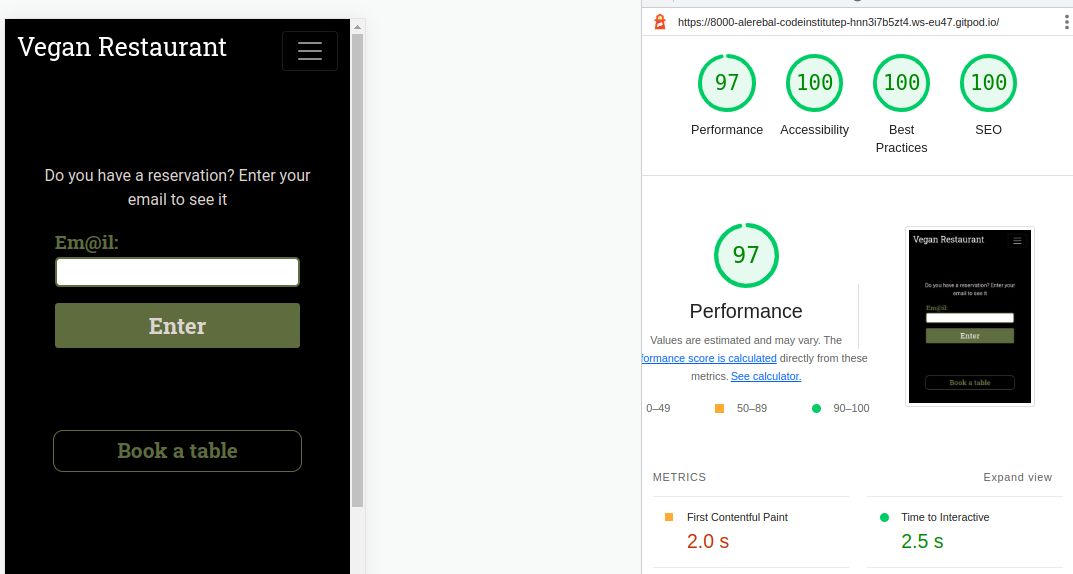 Vegan Restaurant
Do you have a reservation? Enter your
email to see it
Em@il:
Enter
Book a table
https://8000-alerebal-codeinstitutep-hnn3i7b5zt4.ws-eu47.gitpod.io/
97 100 100 100
Performance Accessibility Best Practices SEO
97
Performance
Values are estimated and may vary. The
formance score is calculated directly from these
metrics. See calculator.
0–49 50–89 90–100
Vegan Restaurant
Do you have a reservation? Enter your
email to see it
Em@il:
Enter
Book a table
METRICS Expand view
First Contentful Paint Time to Interactive
2.0 s 2.5 s